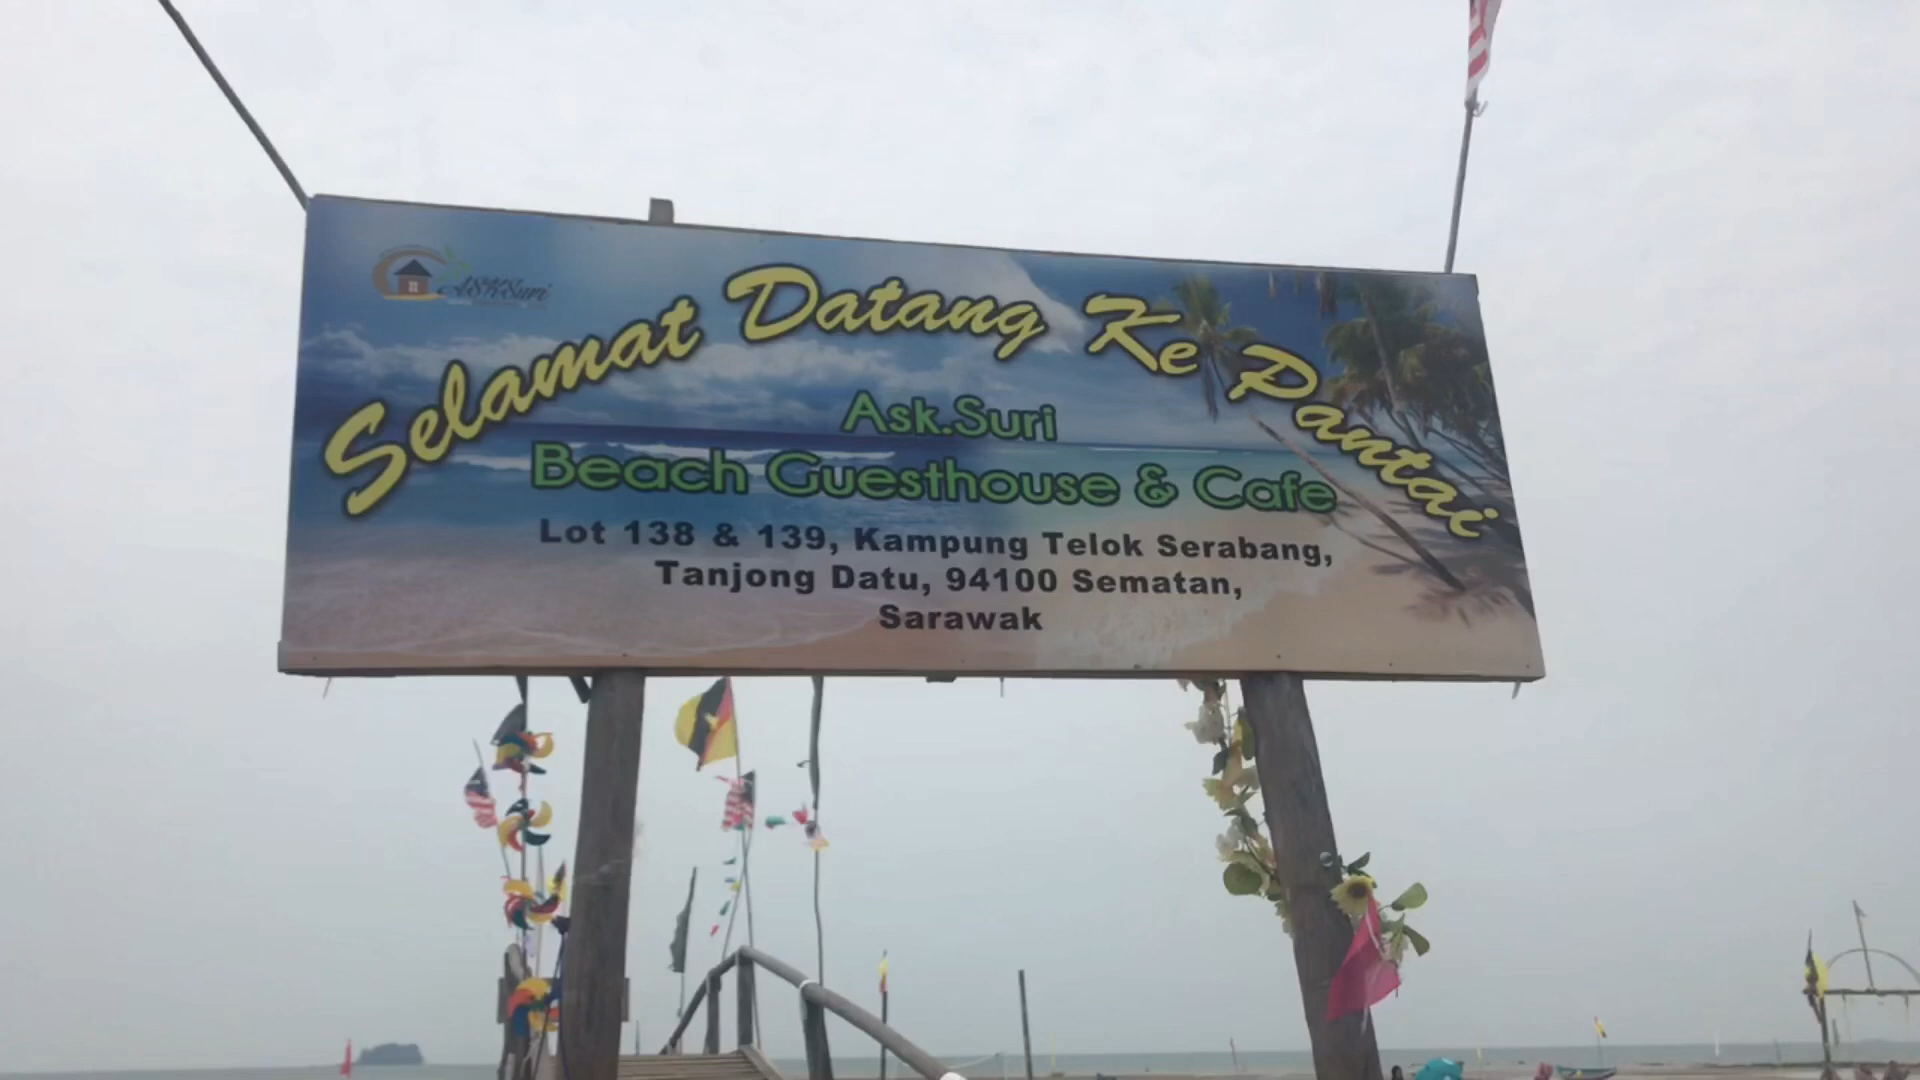 Selamat Datang Ke Pantai
Ask.Suri
Beach Guesthouse & Cafe
Lot 138 & 139, Kampung Telok Serabang,
Tanjong Datu, 94100 Sematan,
Sarawak